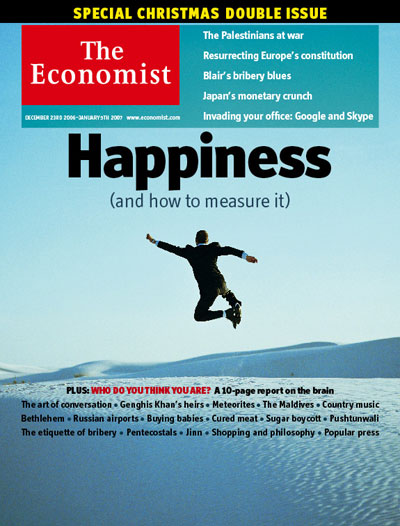 SPECIAL CHRISTMAS DOUBLE ISSUE
The
Economist
DECEMBER 23RD 2006–JANUARY 5TH 2007 www.economist.com
The Palestinians at war
Resurrecting Europe's constitution
Blair's bribery blues
Japan's monetary crunch
Invading your office: Google and Skype
Happiness
(and how to measure it)
PLUS: WHO DO YOU THINK YOU ARE? A 10-page report on the brain
The art of conversation • Genghis Khan's heirs • Meteorites • The Maldives • Country music
Bethlehem • Russian airports • Buying babies • Cured meat • Sugar boycott • Pushtunwali
The etiquette of bribery • Pentecostals • Jinn • Shopping and philosophy • Popular press